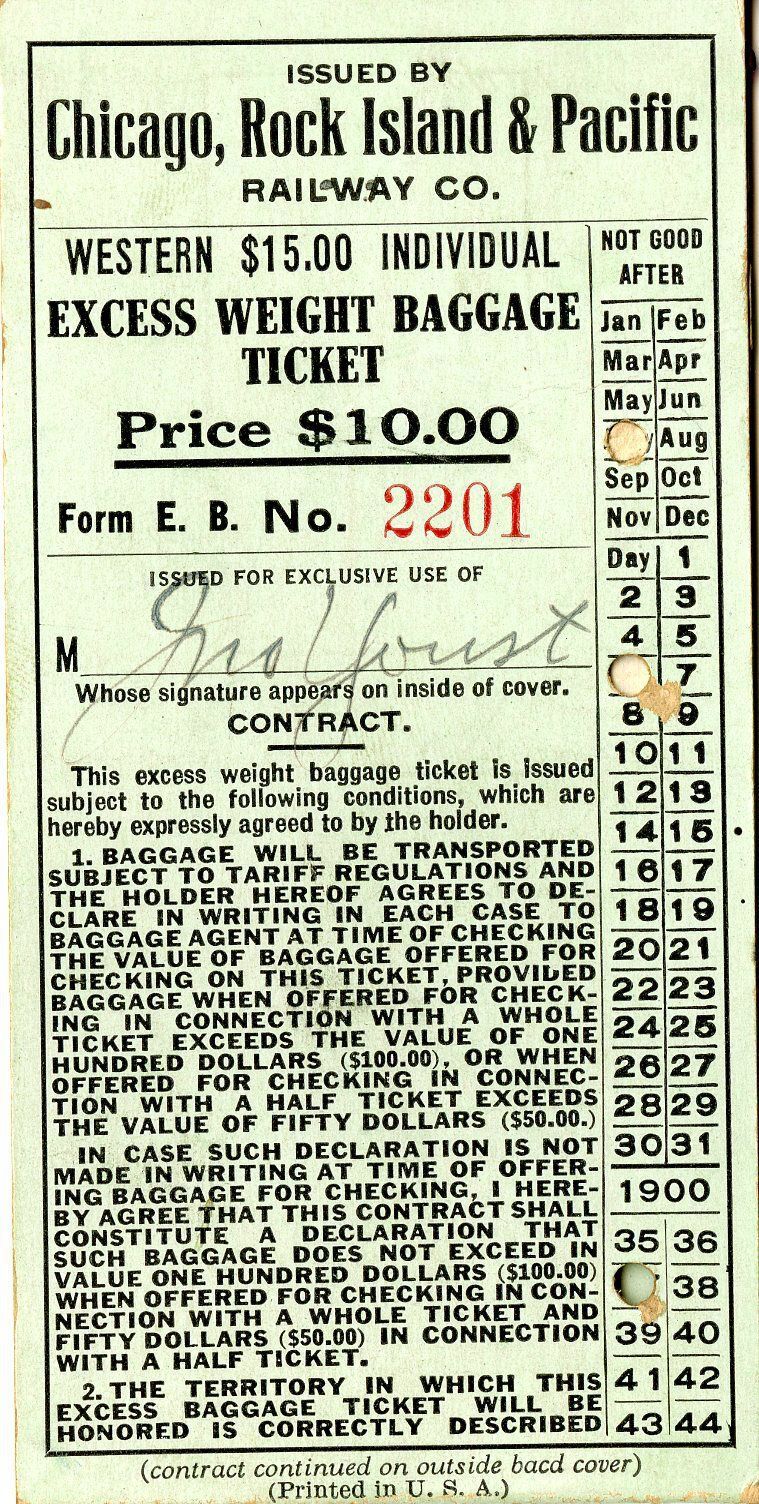 ISSUED BY
Chicago, Rock Island & Pacific
RAILWAY CO.
WESTERN $15.00 INDIVIDUAL
EXCESS WEIGHT BAGGAGE
TICKET
Price $10.00
Form E. B. No. 2201
ISSUED FOR EXCLUSIVE USE OF
M Jno Youst
Whose signature appears on inside of cover.
CONTRACT.
This excess weight baggage ticket is issued
subject to the following conditions, which are
hereby expressly agreed to by the holder.
1. BAGGAGE WILL BE TRANSPORTED
SUBJECT TO TARIFF REGULATIONS AND
THE HOLDER HEREOF AGREES TO DE-
CLARE IN WRITING IN EACH CASE TO
BAGGAGE AGENT AT TIME OF CHECKING
THE VALUE OF BAGGAGE OFFERED FOR
CHECKING ON THIS TICKET, PROVIDED
BAGGAGE WHEN OFFERED FOR CHECK-
ING IN CONNECTION WITH A WHOLE
TICKET EXCEEDS THE VALUE OF ONE
HUNDRED DOLLARS ($100.00), OR WHEN
OFFERED FOR CHECKING IN CONNEC-
TION WITH A HALF TICKET EXCEEDS
THE VALUE OF FIFTY DOLLARS ($50.00.)
IN CASE SUCH DECLARATION IS NOT
MADE IN WRITING AT TIME OF OFFER-
ING BAGGAGE FOR CHECKING, I HERE-
BY AGREE THAT THIS CONTRACT SHALL
CONSTITUTE A DECLARATION THAT
SUCH BAGGAGE DOES NOT EXCEED IN
VALUE ONE HUNDRED DOLLARS ($100.00)
WHEN OFFERED FOR CHECKING IN CON-
NECTION WITH A WHOLE TICKET AND
FIFTY DOLLARS ($50.00) IN CONNECTION
WITH A HALF TICKET.
2. THE TERRITORY IN WHICH THIS
EXCESS BAGGAGE TICKET WILL BE
HONORED IS CORRECTLY DESCRIBED
NOT GOOD
AFTER
Jan Feb
Mar Apr
May Jun
Aug
Sep Oct
Nov Dec
Day 1
2 3
4 5
7
8 9
10 11
12 13
14 15
16 17
18 19
20 21
22 23
24 25
26 27
28 29
30 31
1900
35 36
38
39 40
41 42
43 44
(contract continued on outside bacd cover)
(Printed in U. S. A.)